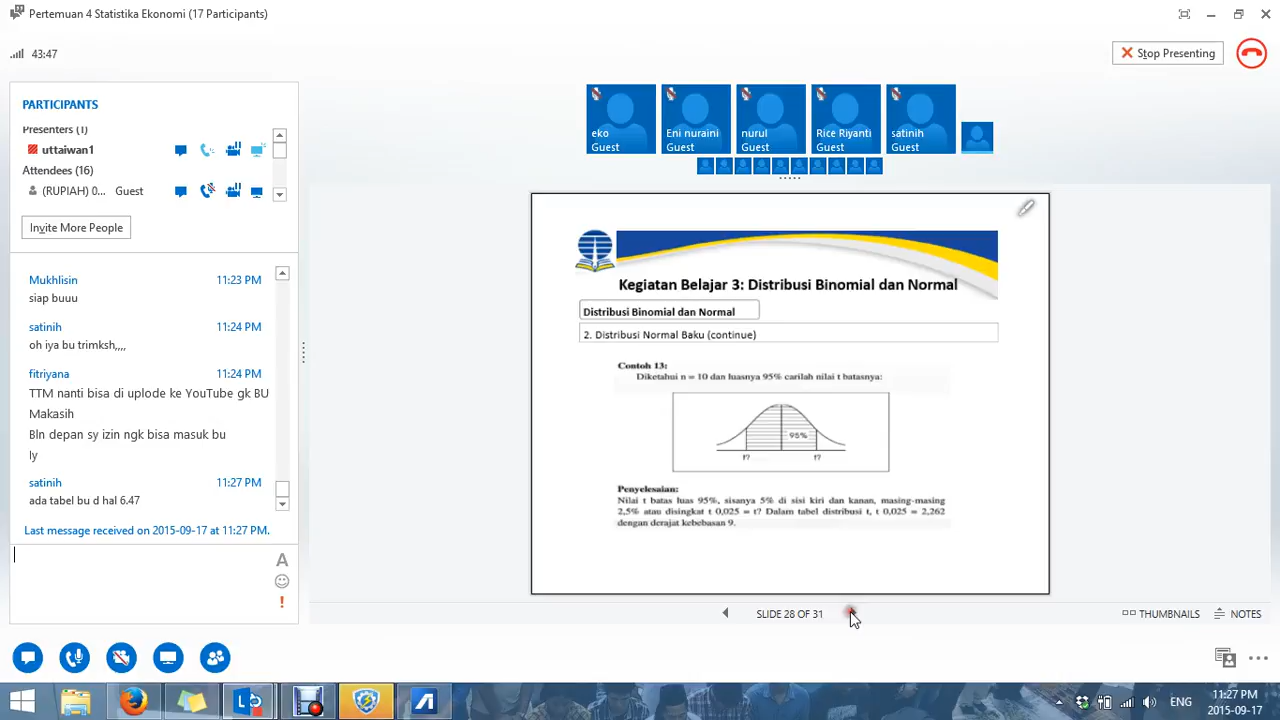 Pertemuan 4 Statistika Ekonomi (17 Participants)
43:47
Stop Presenting
PARTICIPANTS
Presenters (1)
uttaiwan1
Attendees (16)
(RUPIAH) 0... Guest
Invite More People
Mukhlisin 11:23 PM
siap buuu
satinih 11:24 PM
oh iya bu trimksh,,,,
fitriyana 11:24 PM
TTM nanti bisa di uplode ke YouTube gk BU
Makasih
Bln depan syz zin ngk bisa masuk bu
ly
satinih 11:27 PM
ada tabel bu d hal 6.47
Last message received on 2015-09-17 at 11:27 PM.
A
eko
Guest
Eni nuraini
Guest
nurul
Guest
Rice Riyanti
Guest
satinih
Guest
Kegiatan Belajar 3: Distribusi Binomial dan Normal
Distribusi Binomial dan Normal
2. Distribusi Normal Baku (continue)
Contoh 13:
Diketahui n = 10 dan luasnya 95% carilah nilai t batasnya:
95%
t? t?
Penyelesaian:
Nilai t batas luas 95%, sisanya 5% di sisi kiri dan kanan, masing-masing
2,5% atau disingkat t 0,025 = t? Dalam tabel distribusi t, t 0,025 = 2,262
dengan derajat kebebasan 9.
SLIDE 28 OF 31
THUMBNAILS
NOTES
ENG
11:27 PM
2015-09-17